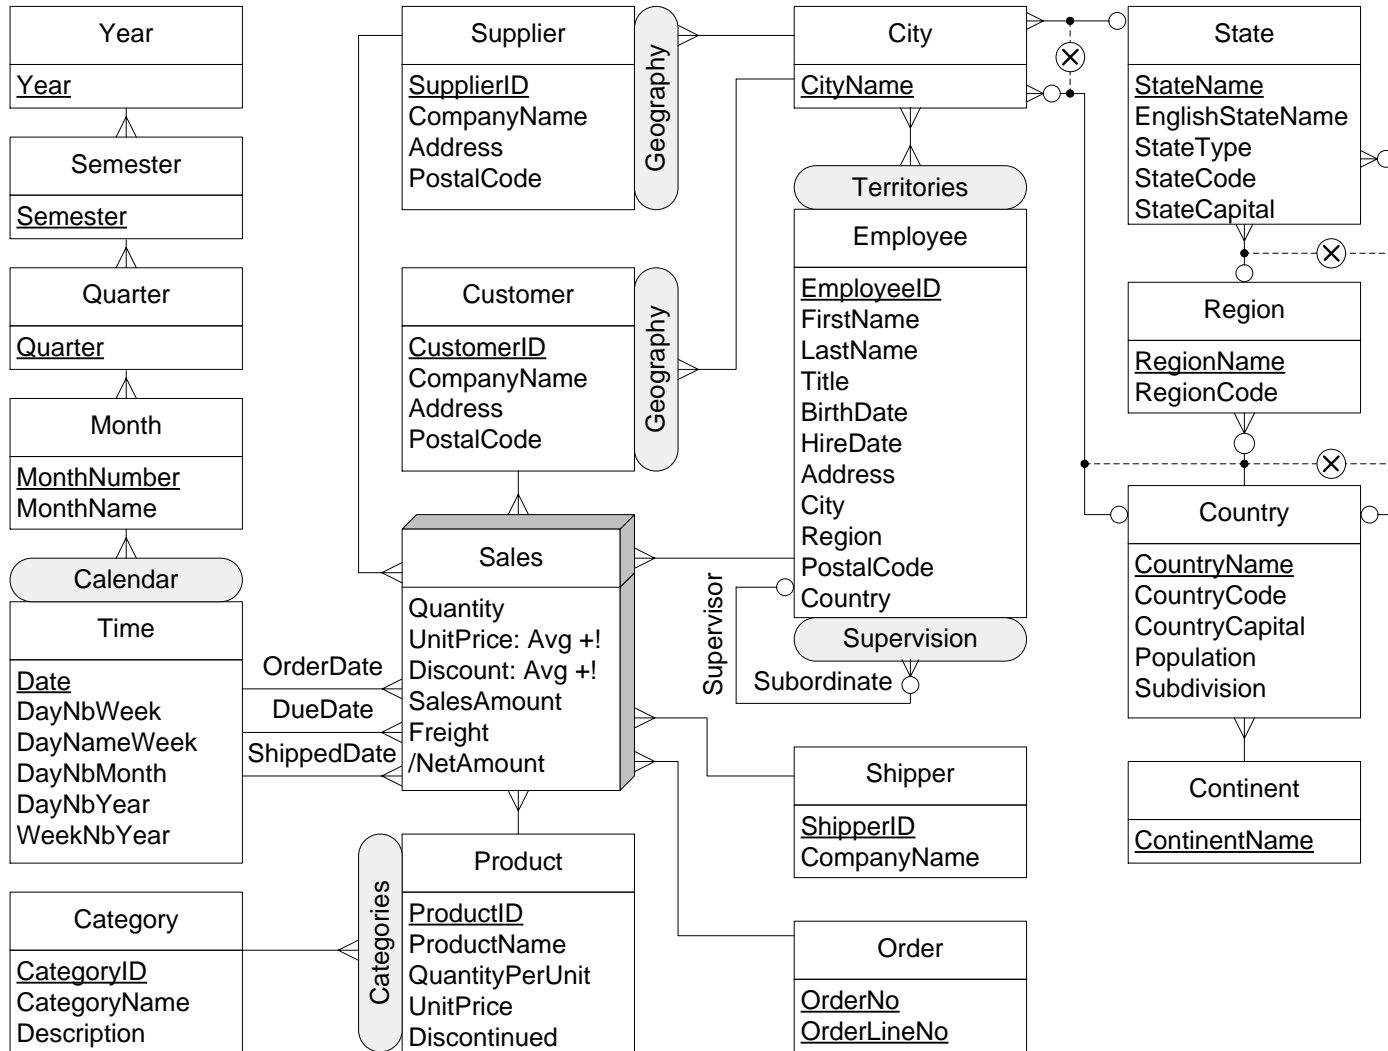 Year
Year
Semester
Semester
Quarter
Quarter
Month
MonthNumber
MonthName
Calendar
Time
Date
DayNbWeek
DayNameWeek
DayNbMonth
DayNbYear
WeekNbYear
Category
CategoryID
CategoryName
Description
OrderDate
DueDate
ShippedDate
Supplier
SupplierID
CompanyName
Address
PostalCode
Geography
Customer
CustomerID
CompanyName
Address
PostalCode
Geography
Sales
Quantity
UnitPrice: Avg +!
Discount: Avg +!
SalesAmount
Freight
/NetAmount
Categories
Product
ProductID
ProductName
QuantityPerUnit
UnitPrice
Discontinued
City
CityName
Territories
Employee
EmployeeID
FirstName
LastName
Title
BirthDate
HireDate
Address
City
Region
PostalCode
Country
Supervision
Supervisor
Subordinate
Shipper
ShipperID
CompanyName
Order
OrderNo
OrderLineNo
State
StateName
EnglishStateName
StateType
StateCode
StateCapital
Region
RegionName
RegionCode
Country
CountryName
CountryCode
CountryCapital
Population
Subdivision
Continent
ContinentName